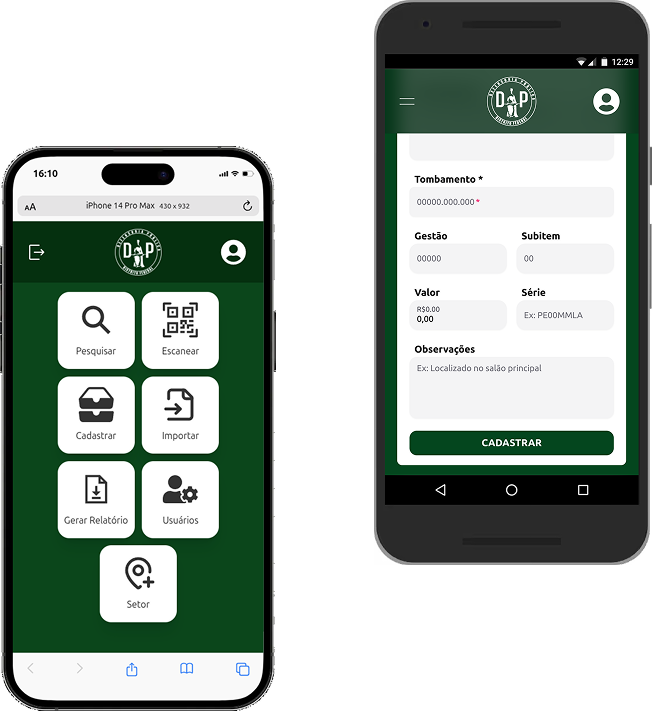 16:10
AA
iPhone 14 Pro Max 430 x 932
DEFENSORIA PÚBLICA
DP
DISTRITO FEDERAL
Pesquisar
Escanear
Cadastrar
Importar
Gerar Relatório
Usuários
Setor
12:29
DEFENSORIA PÚBLICA
DP
DISTRITO FEDERAL
Tombamento *
00000.000.000 *
Gestão
Subitem
00000
00
Valor
Série
R$0.00
0,00
Ex: PE00MMLA
Observações
Ex: Localizado no salão principal
CADASTRAR